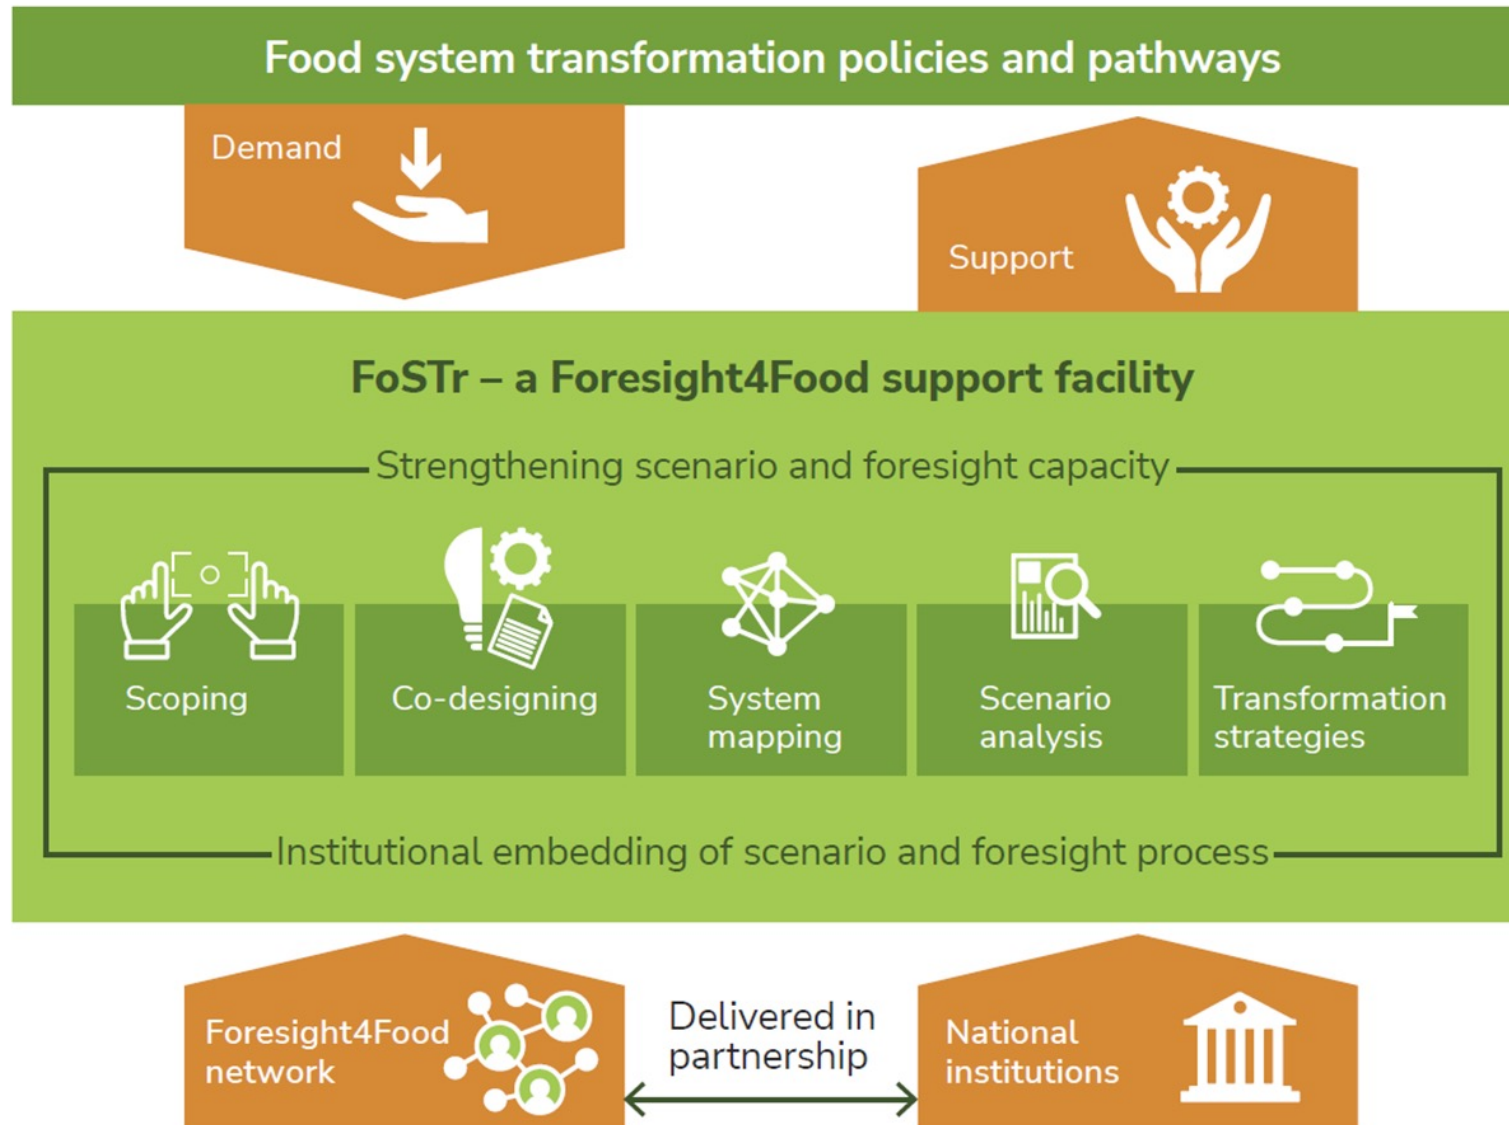 Food system transformation policies and pathways
Demand
Support
FoSTr – a Foresight4Food support facility
Strengthening scenario and foresight capacity
Scoping
Co-designing
System
mapping
Scenario
analysis
Transformation
strategies
Institutional embedding of scenario and foresight process
Foresight4Food
network
Delivered in
partnership
National
institutions